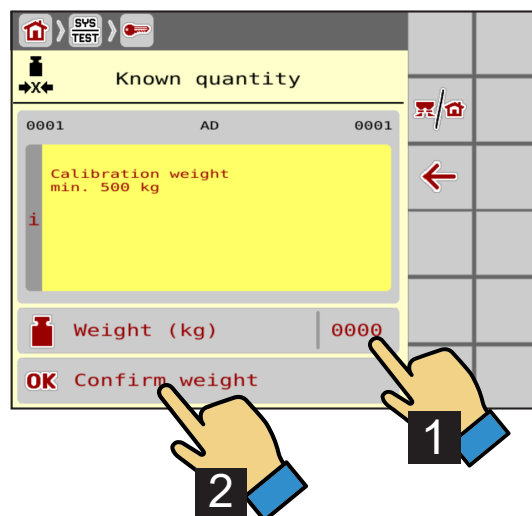 SYS
TEST
Known quantity
0001 AD 0001
Calibration weight
min. 500 kg
i
Weight (kg) 0000
OK Confirm weight
1
2